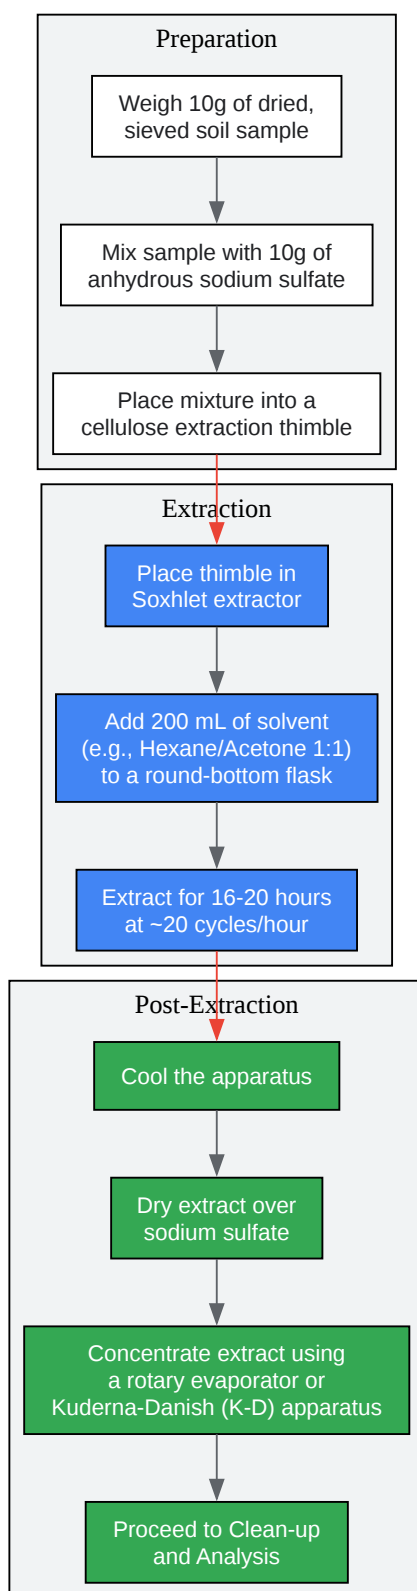 Preparation
Weigh 10g of dried,
sieved soil sample
Mix sample with 10g of
anhydrous sodium sulfate
Place mixture into a
cellulose extraction thimble
Extraction
Place thimble in
Soxhlet extractor
Add 200 mL of solvent
(e.g., Hexane/Acetone 1:1)
to a round-bottom flask
Extract for 16-20 hours
at ~20 cycles/hour
Post-Extraction
Cool the apparatus
Dry extract over
sodium sulfate
Concentrate extract using
a rotary evaporator or
Kuderna-Danish (K-D) apparatus
Proceed to Clean-up
and Analysis